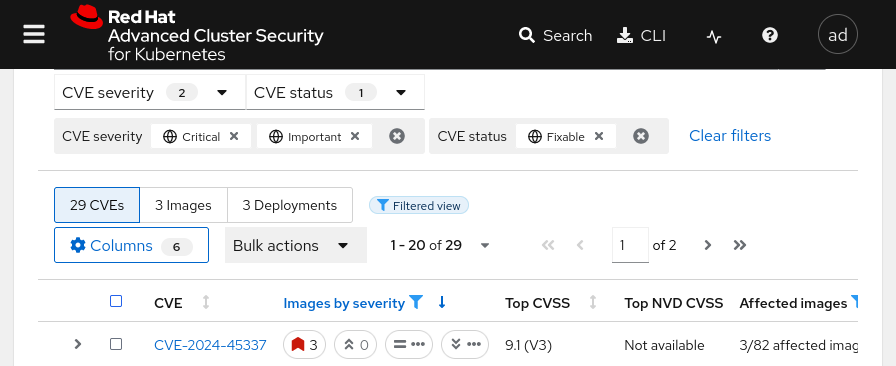 Red Hat
Advanced Cluster Security
for Kubernetes
Search
CLI
ad
CVE severity 2
CVE status 1
CVE severity Critical Important CVE status Fixable Clear filters
29 CVEs 3 Images 3 Deployments Filtered view
Columns 6 Bulk actions 1 - 20 of 29 1 of 2
CVE Images by severity Top CVSS Top NVD CVSS Affected images
CVE-2024-45337 3 0 ••• ••• 9.1 (V3) Not available 3/82 affected imag